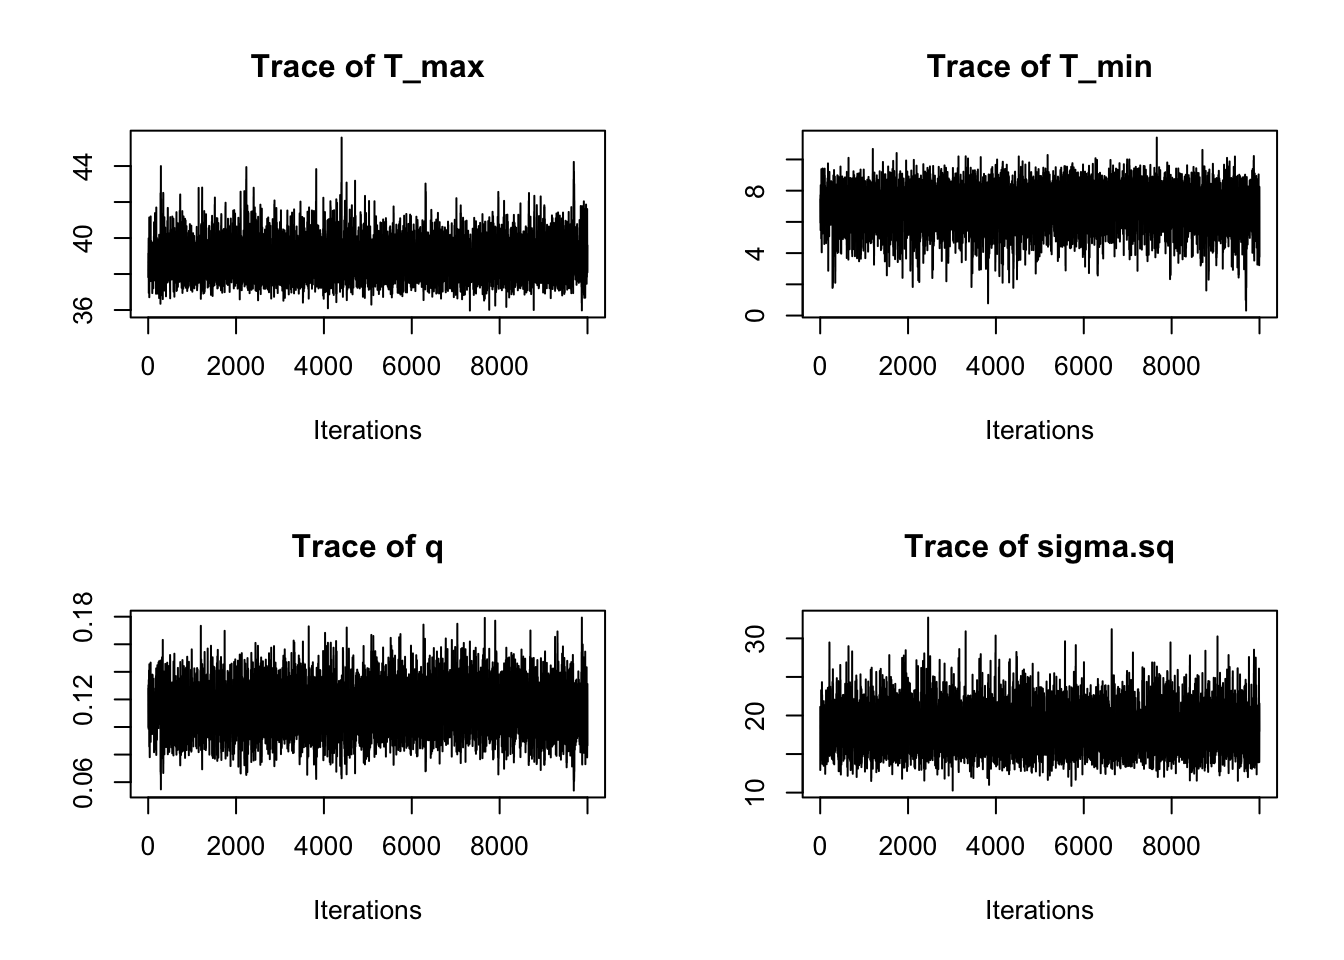 Trace of T_max
Trace of T_min
44
40
36
8
4
0
0 2000 4000 6000 8000
0 2000 4000 6000 8000
Iterations
Iterations
Trace of q
Trace of sigma.sq
0.18
0.12
0.06
30
20
10
0 2000 4000 6000 8000
0 2000 4000 6000 8000
Iterations
Iterations